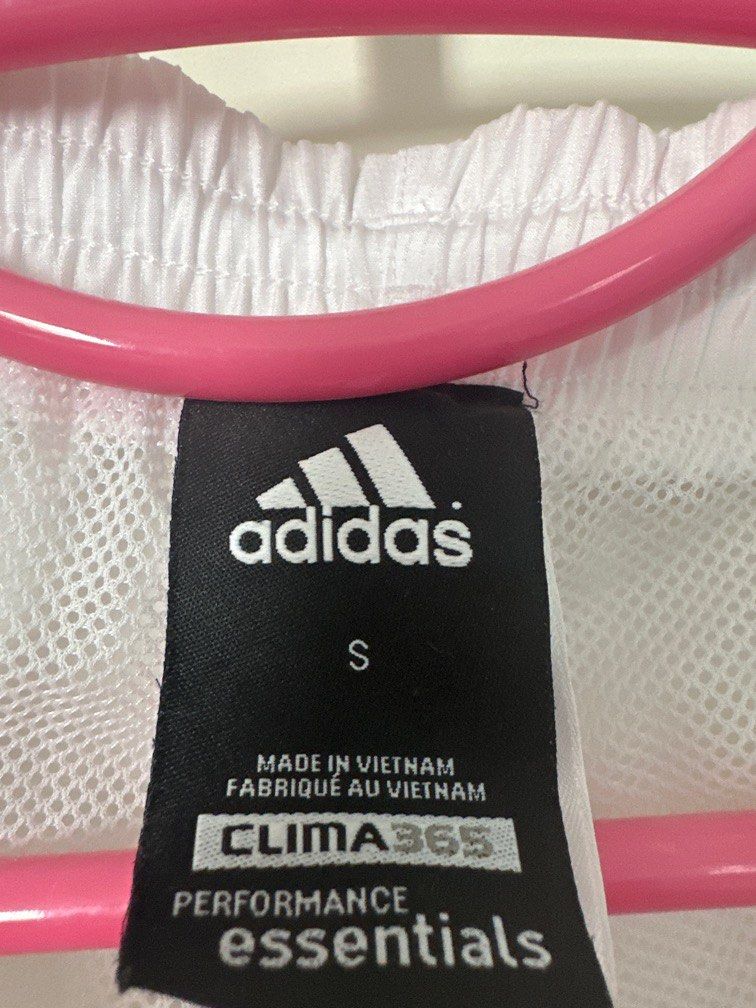 adidas
S
MADE IN VIETNAM
FABRIQUÉ AU VIETNAM
CLIMA365
PERFORMANCE
essentials